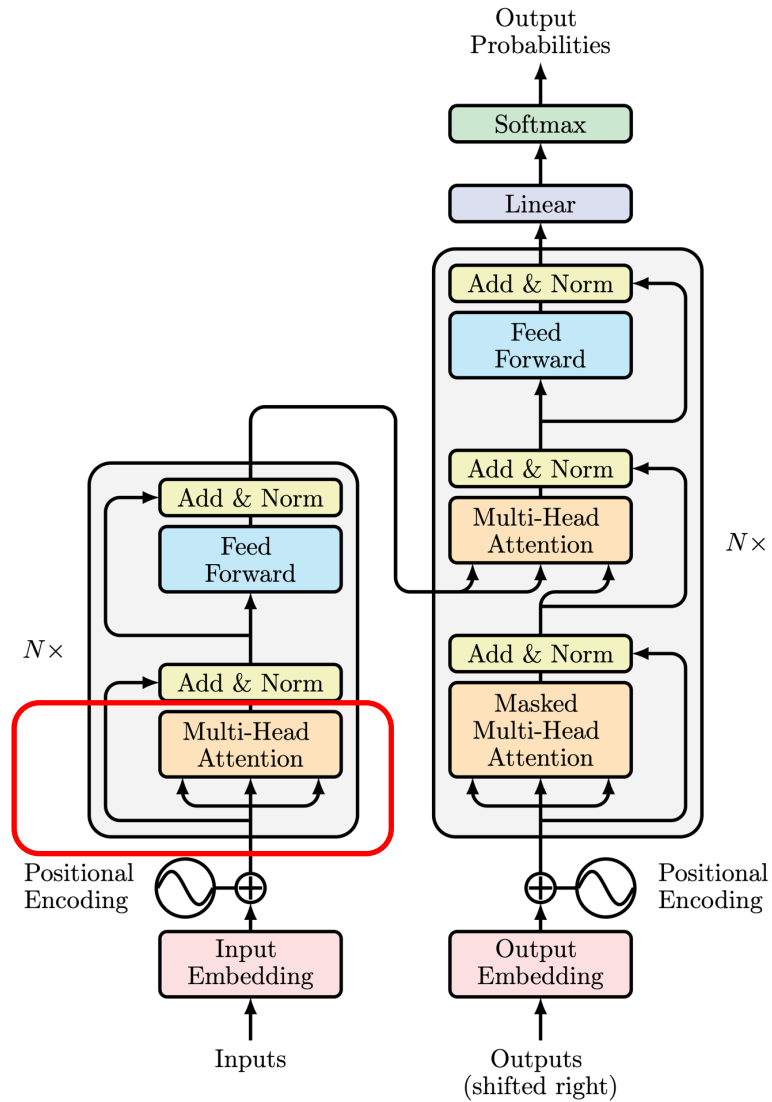 Output
Probabilities
Softmax
Linear
Add & Norm
Feed
Forward
Add & Norm
Multi-Head
Attention
N×
Add & Norm
Masked
Multi-Head
Attention
Positional
Encoding
Output
Embedding
Outputs
(shifted right)
Add & Norm
Feed
Forward
N×
Add & Norm
Multi-Head
Attention
Positional
Encoding
Input
Embedding
Inputs